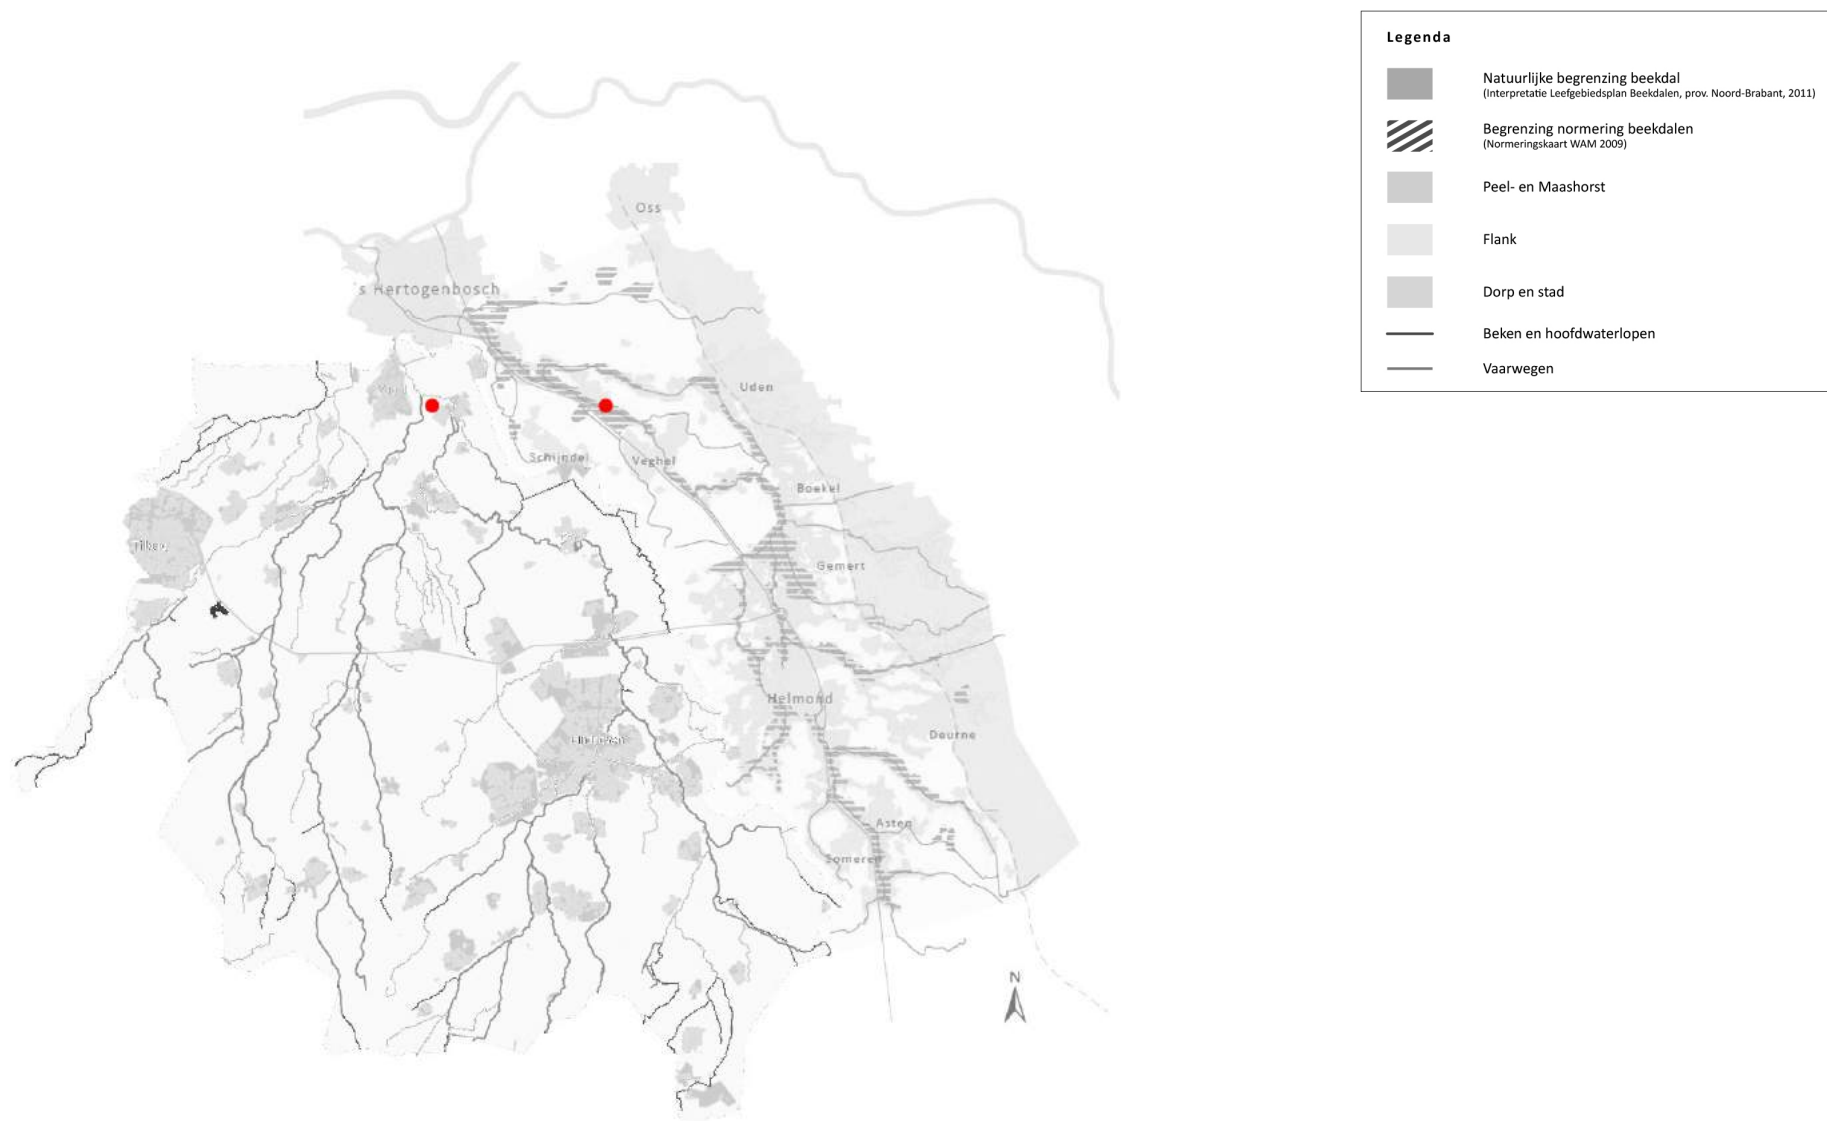 Legenda
Natuurlijke begrenzing beekdal
(Interpretatie Leefgebiedsplan Beekdalen, prov. Noord-Brabant, 2011)
Begrenzing normering beekdalen
(Normeringskaart WAM 2009)
Peel- en Maashorst
Flank
Dorp en stad
Beken en hoofdwaterlopen
Vaarwegen
Oss
's Hertogenbosch
Uden
Schijndel
Veghel
Boekel
Gemert
Helmond
Deurne
Asten
Someren
N